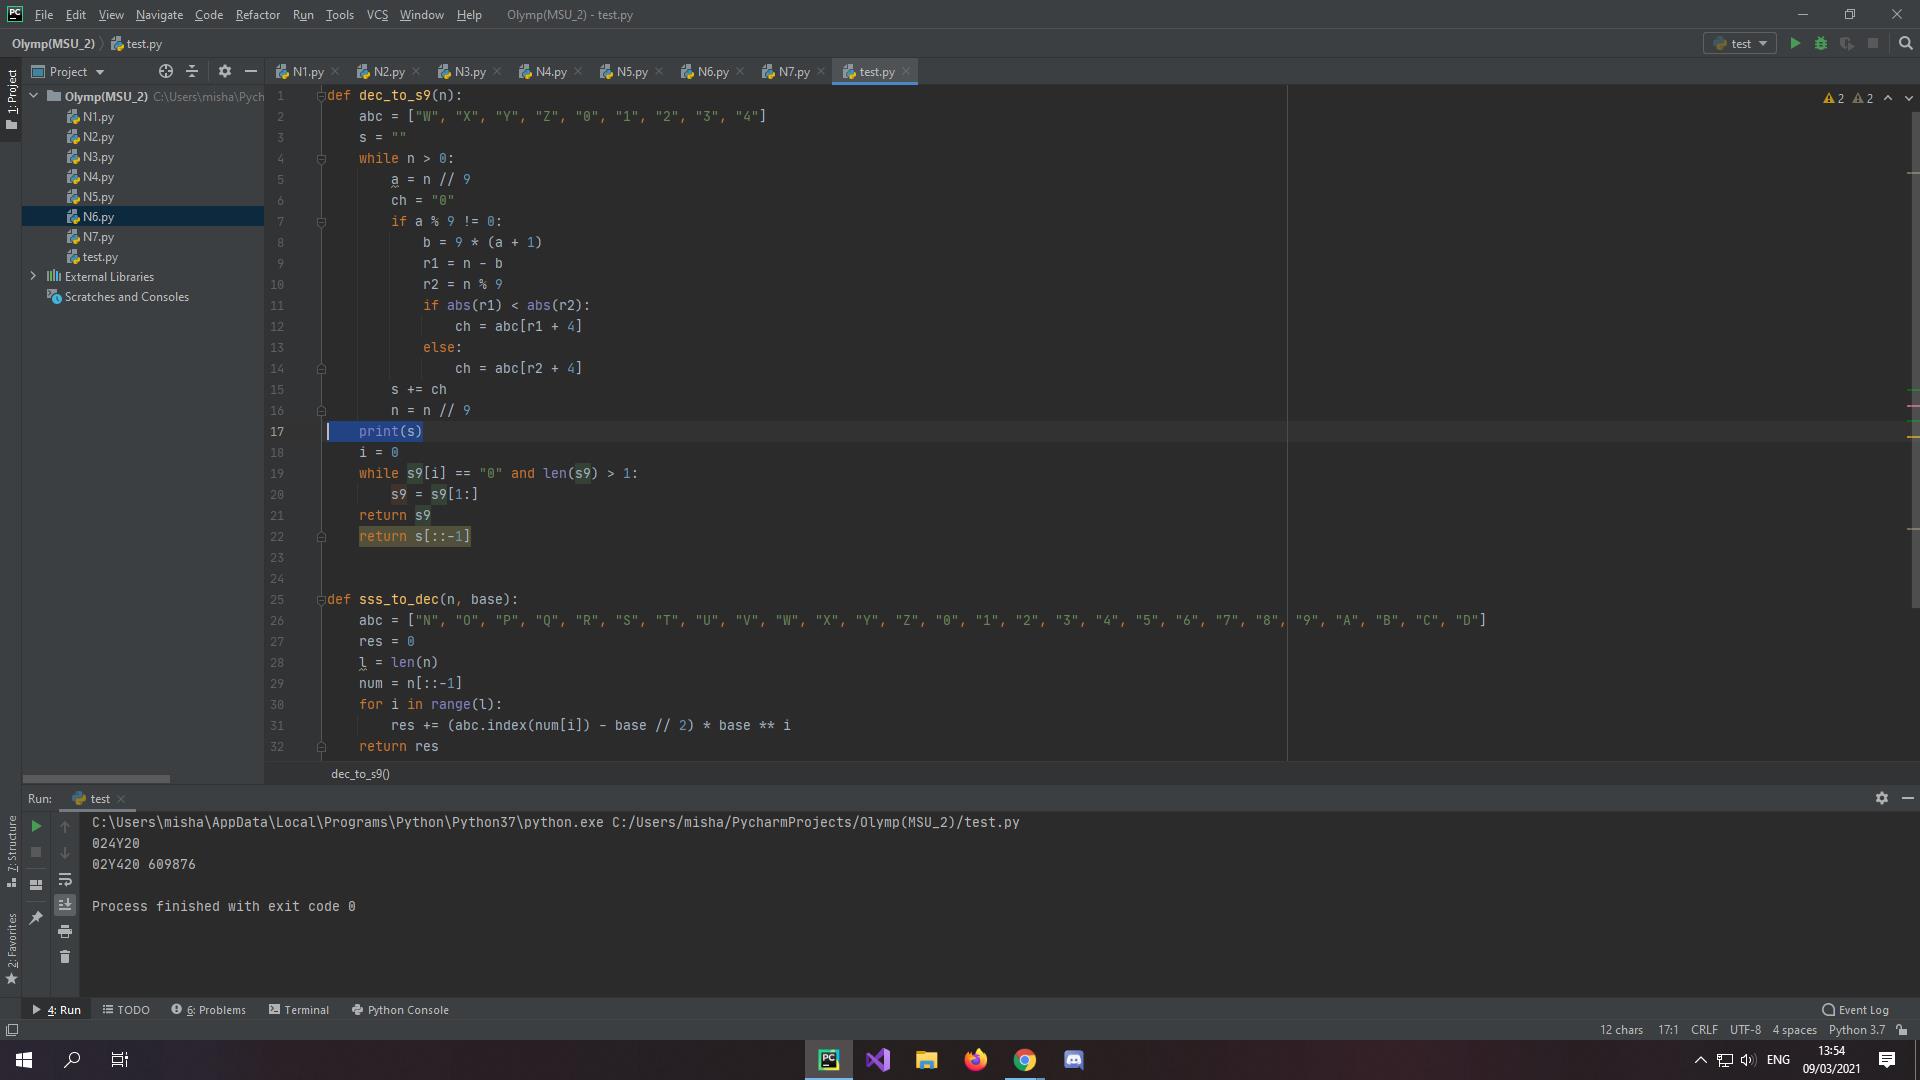 File Edit View Navigate Code Refactor Run Tools VCS Window Help Olymp(MSU_2) - test.py
Olymp(MSU_2) test.py test
1: Project
Project
N1.py N2.py N3.py N4.py N5.py N6.py N7.py test.py
Olymp(MSU_2) C:\Users\misha\Pych
N1.py
N2.py
N3.py
N4.py
N5.py
N6.py
N7.py
test.py
External Libraries
Scratches and Consoles
2 2
1 def dec_to_s9(n):
2 abc = ["W", "X", "Y", "Z", "0", "1", "2", "3", "4"]
3 s = ""
4 while n > 0:
5 a = n // 9
6 ch = "0"
7 if a % 9 != 0:
8 b = 9 * (a + 1)
9 r1 = n - b
10 r2 = n % 9
11 if abs(r1) < abs(r2):
12 ch = abc[r1 + 4]
13 else:
14 ch = abc[r2 + 4]
15 s += ch
16 n = n // 9
17 print(s)
18 i = 0
19 while s9[i] == "0" and len(s9) > 1:
20 s9 = s9[1:]
21 return s9
22 return s[::-1]
23
24
25 def sss_to_dec(n, base):
26 abc = ["N", "O", "P", "Q", "R", "S", "T", "U", "V", "W", "X", "Y", "Z", "0", "1", "2", "3", "4", "5", "6", "7", "8", "9", "A", "B", "C", "D"]
27 res = 0
28 l = len(n)
29 num = n[::-1]
30 for i in range(l):
31 res += (abc.index(num[i]) - base // 2) * base ** i
32 return res
dec_to_s9()
Run: test
C:\Users\misha\AppData\Local\Programs\Python\Python37\python.exe C:/Users/misha/PycharmProjects/Olymp(MSU_2)/test.py
024Y20
02Y420 609876
Process finished with exit code 0
7: Structure
2: Favorites
4: Run TODO 6: Problems Terminal Python Console Event Log
12 chars 17:1 CRLF UTF-8 4 spaces Python 3.7
PC ENG 13:54
09/03/2021